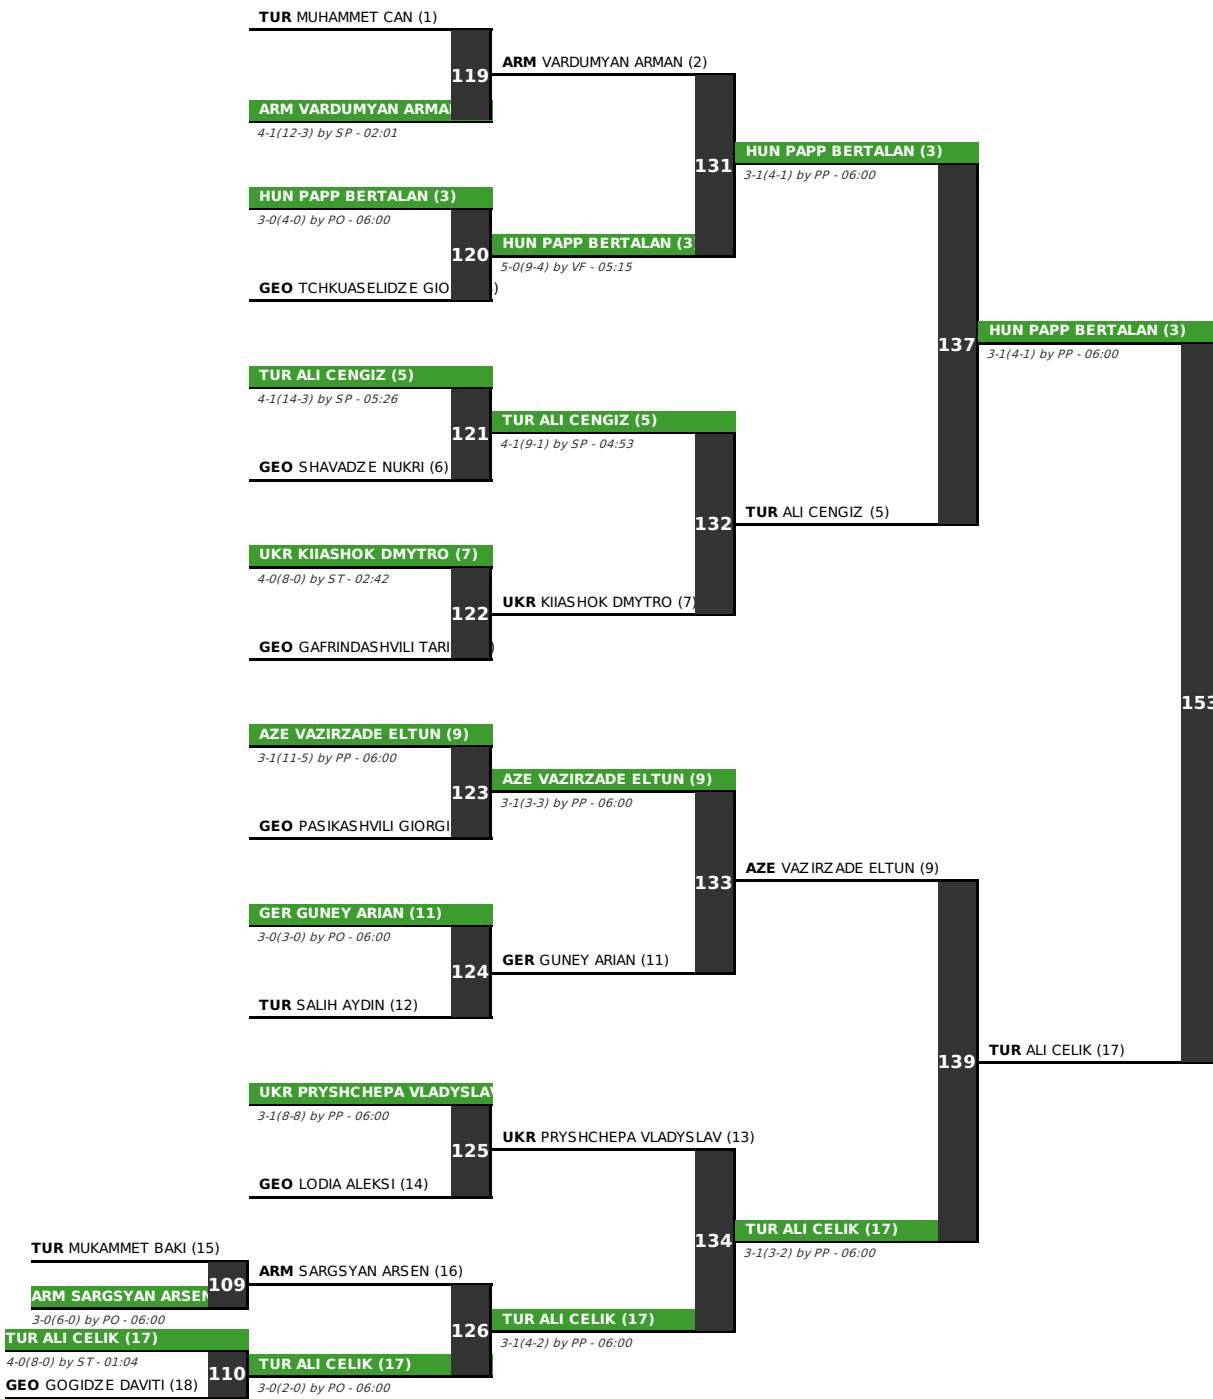 TUR MUHAMMET CAN (1)
119
ARM VARDUMYAN ARMAN (2)
ARM VARDUMYAN ARMA
4-1(12-3) by SP - 02:01
131
HUN PAPP BERTALAN (3)
3-1(4-1) by PP - 06:00
HUN PAPP BERTALAN (3)
3-0(4-0) by PO - 06:00
120
HUN PAPP BERTALAN (3
5-0(9-4) by VF - 05:15
GEO TCHKUASELIDZE GIO )
137
HUN PAPP BERTALAN (3)
3-1(4-1) by PP - 06:00
TUR ALI CENGIZ (5)
4-1(14-3) by SP - 05:26
121
TUR ALI CENGIZ (5)
4-1(9-1) by SP - 04:53
GEO SHAVADZE NUKRI (6)
132
TUR ALI CENGIZ (5)
UKR KIIASHOK DMYTRO (7)
4-0(8-0) by ST - 02:42
122
UKR KIIASHOK DMYTRO (7)
GEO GAFRINDASHVILI TARI )
153
AZE VAZIRZADE ELTUN (9)
3-1(11-5) by PP - 06:00
123
AZE VAZIRZADE ELTUN (9)
3-1(3-3) by PP - 06:00
GEO PASIKASHVILI GIORGI
133
AZE VAZIRZADE ELTUN (9)
GER GUNEY ARIAN (11)
3-0(3-0) by PO - 06:00
124
GER GUNEY ARIAN (11)
TUR SALIH AYDIN (12)
139
TUR ALI CELIK (17)
UKR PRYSHCHEPA VLADYSLAV
3-1(8-8) by PP - 06:00
125
UKR PRYSHCHEPA VLADYSLAV (13)
GEO LODIA ALEKSI (14)
134
TUR ALI CELIK (17)
3-1(3-2) by PP - 06:00
TUR MUKAMMET BAKI (15)
109
ARM SARGSYAN ARSEN (16)
ARM SARGSYAN ARSEN
3-0(6-0) by PO - 06:00
126
TUR ALI CELIK (17)
3-1(4-2) by PP - 06:00
TUR ALI CELIK (17)
4-0(8-0) by ST - 01:04
110
TUR ALI CELIK (17)
3-0(2-0) by PO - 06:00
GEO GOGIDZE DAVITI (18)